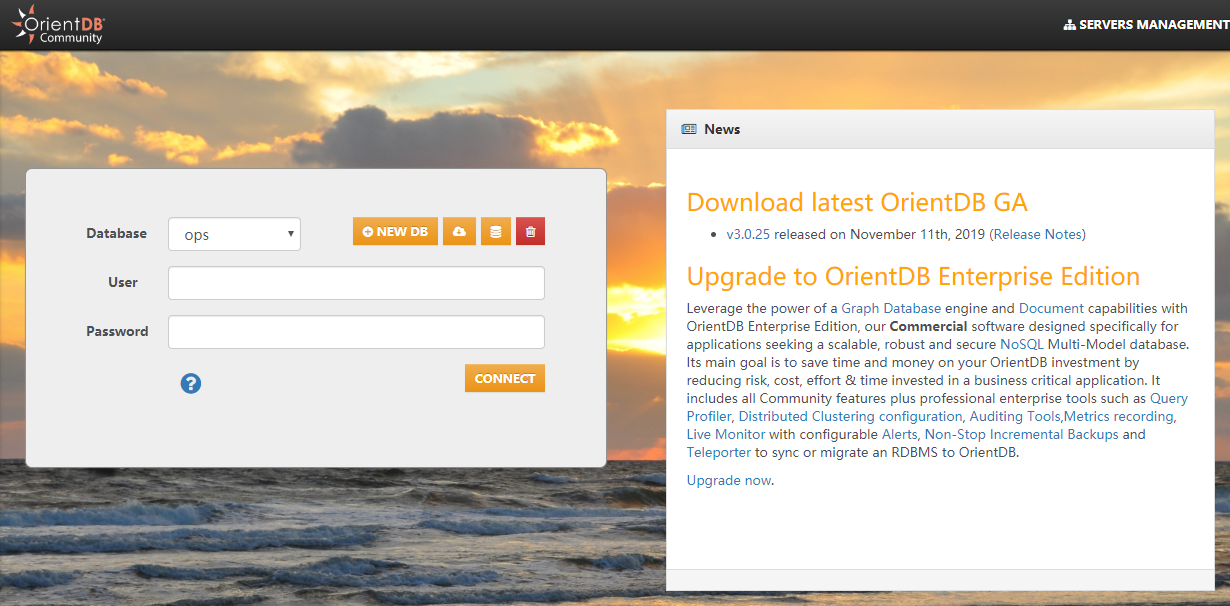 OrientDB
Community
SERVERS MANAGEMENT
Database
ops
NEW DB
User
Password
?
CONNECT
News
Download latest OrientDB GA
• v3.0.25 released on November 11th, 2019 (Release Notes)
Upgrade to OrientDB Enterprise Edition
Leverage the power of a Graph Database engine and Document capabilities with
OrientDB Enterprise Edition, our Commercial software designed specifically for
applications seeking a scalable, robust and secure NoSQL Multi-Model database.
Its main goal is to save time and money on your OrientDB investment by
reducing risk, cost, effort & time invested in a business critical application. It
includes all Community features plus professional enterprise tools such as Query
Profiler, Distributed Clustering configuration, Auditing Tools,Metrics recording,
Live Monitor with configurable Alerts, Non-Stop Incremental Backups and
Teleporter to sync or migrate an RDBMS to OrientDB.
Upgrade now.